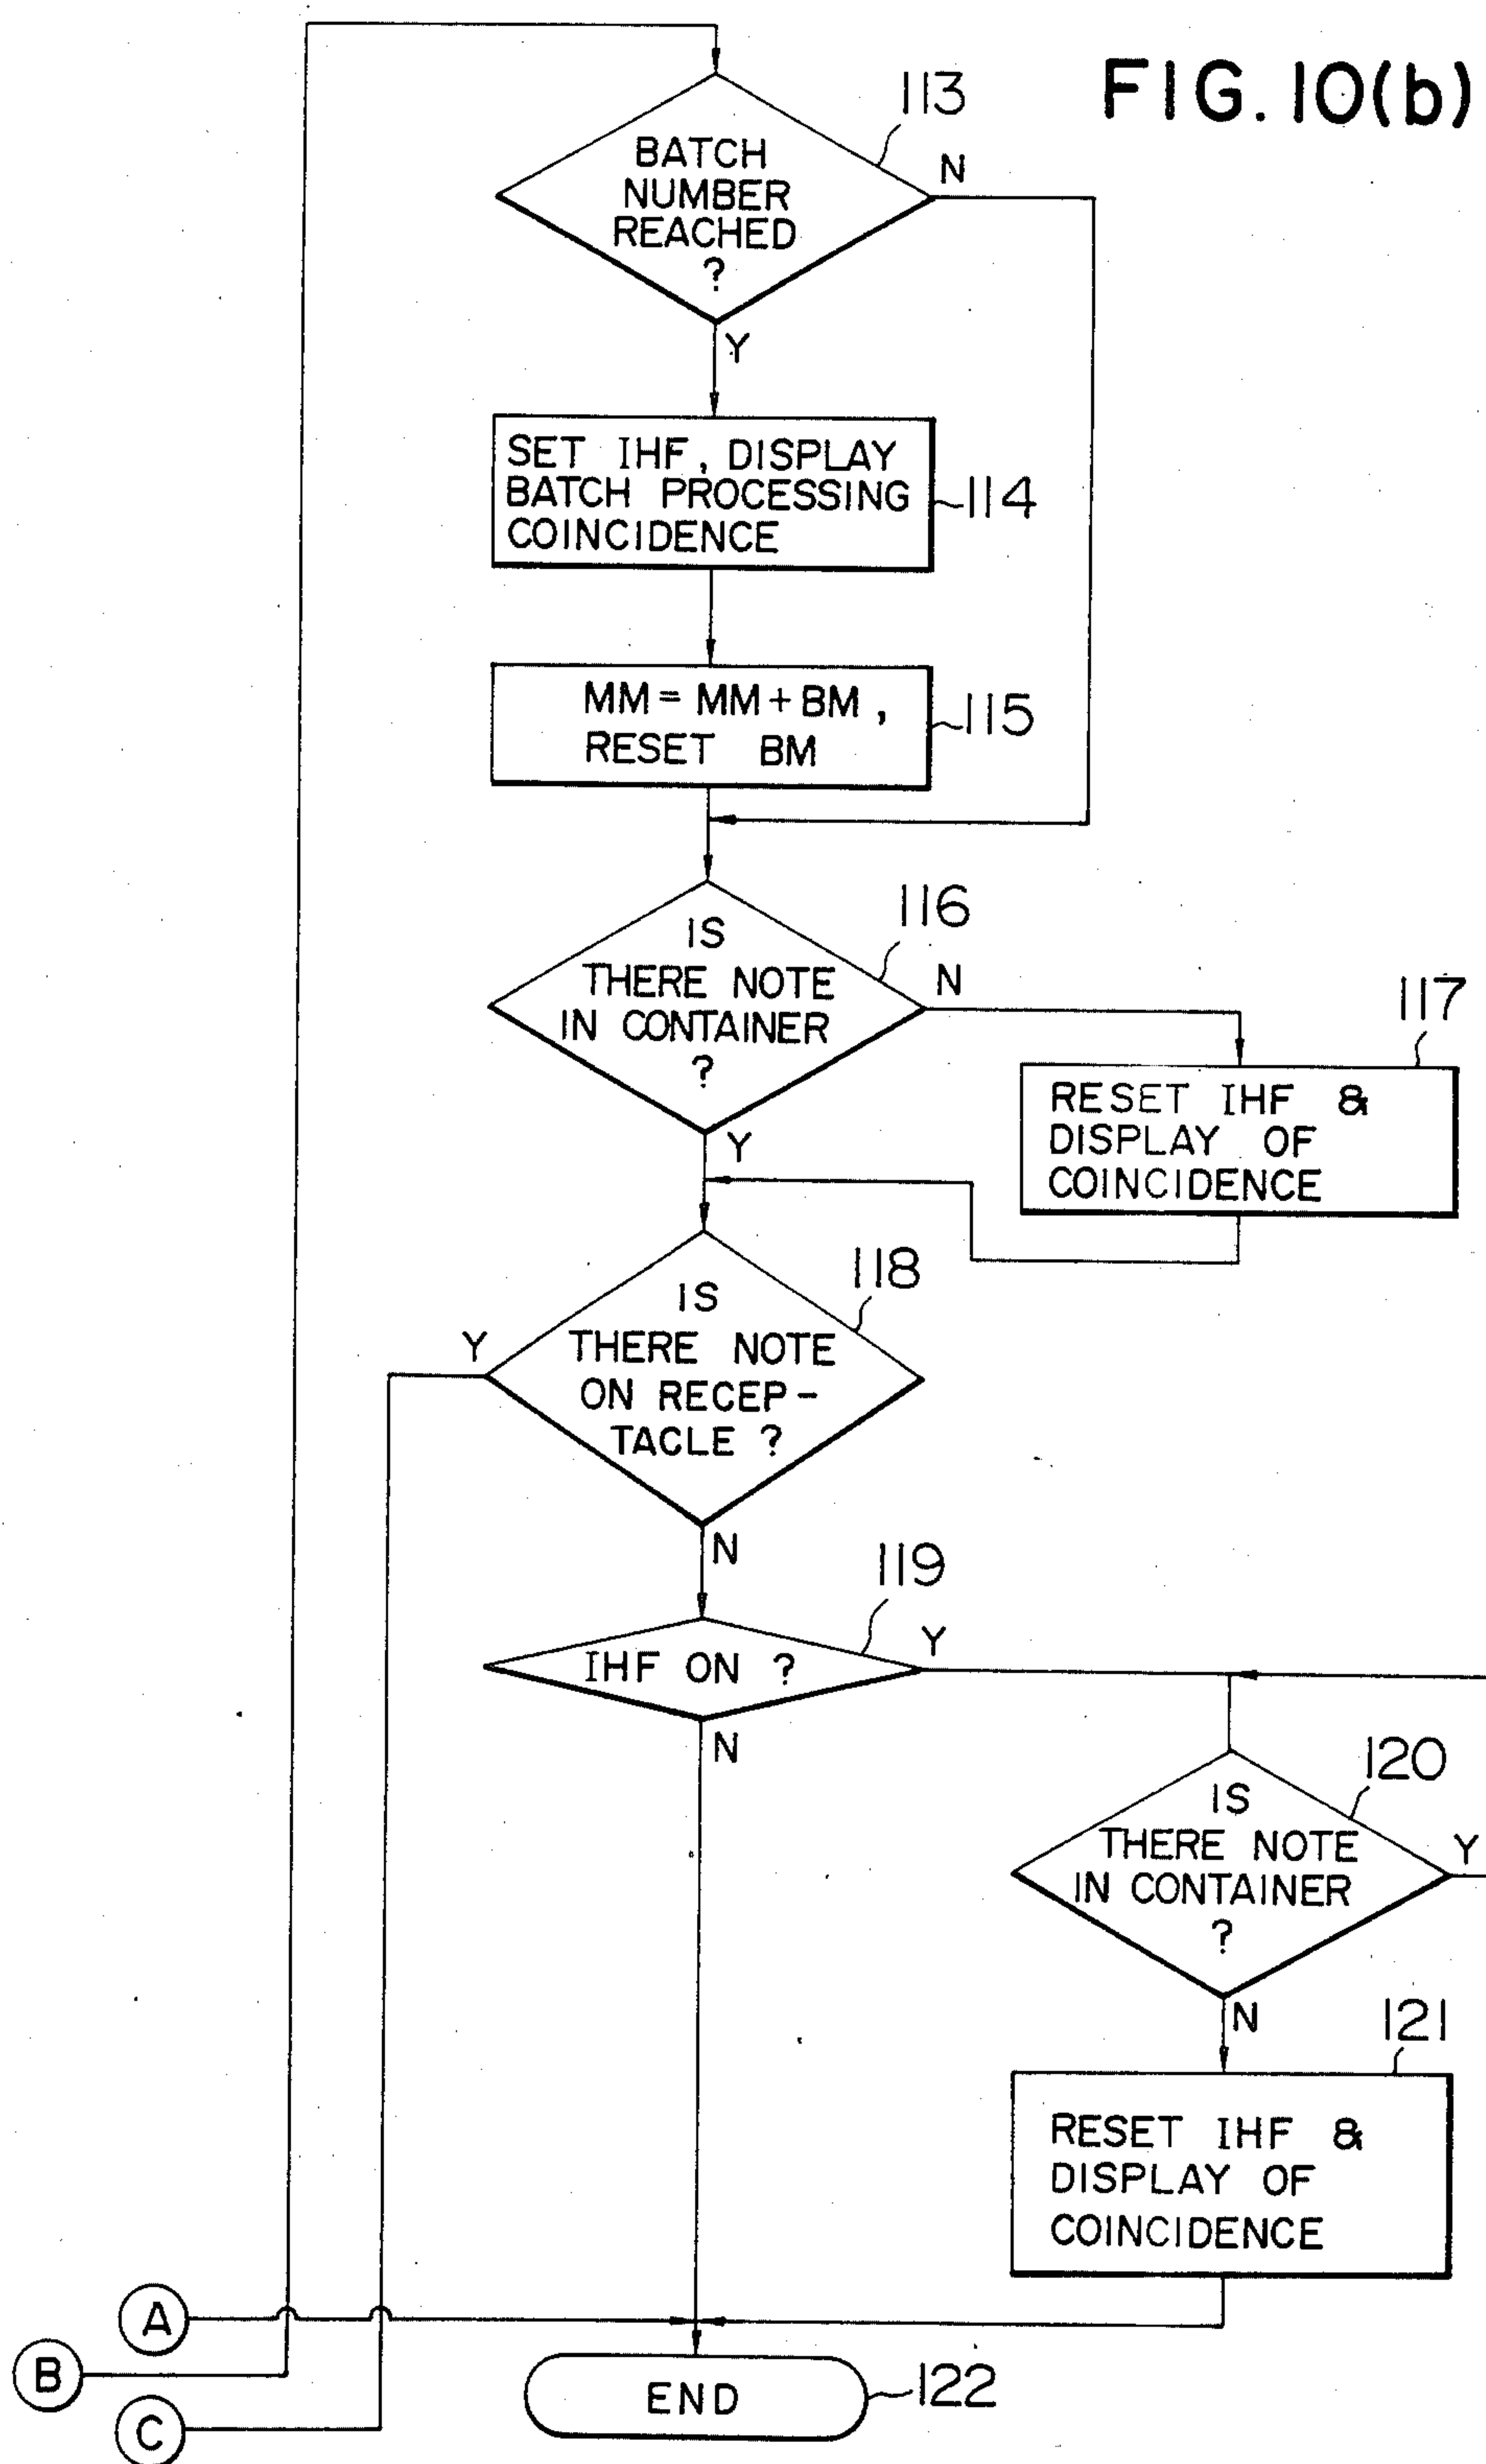 FIG. 10(b)
113
BATCH
NUMBER
REACHED
?
N
Y
SET IHF, DISPLAY
BATCH PROCESSING
COINCIDENCE
114
MM = MM + BM ,
RESET BM
115
116
IS
THERE NOTE
IN CONTAINER
?
N
Y
117
RESET IHF &
DISPLAY OF
COINCIDENCE
118
IS
THERE NOTE
ON RECEP-
TACLE ?
Y
N
119
IHF ON ?
Y
N
120
IS
THERE NOTE
IN CONTAINER
?
Y
N
121
RESET IHF &
DISPLAY OF
COINCIDENCE
A
B
C
END
122